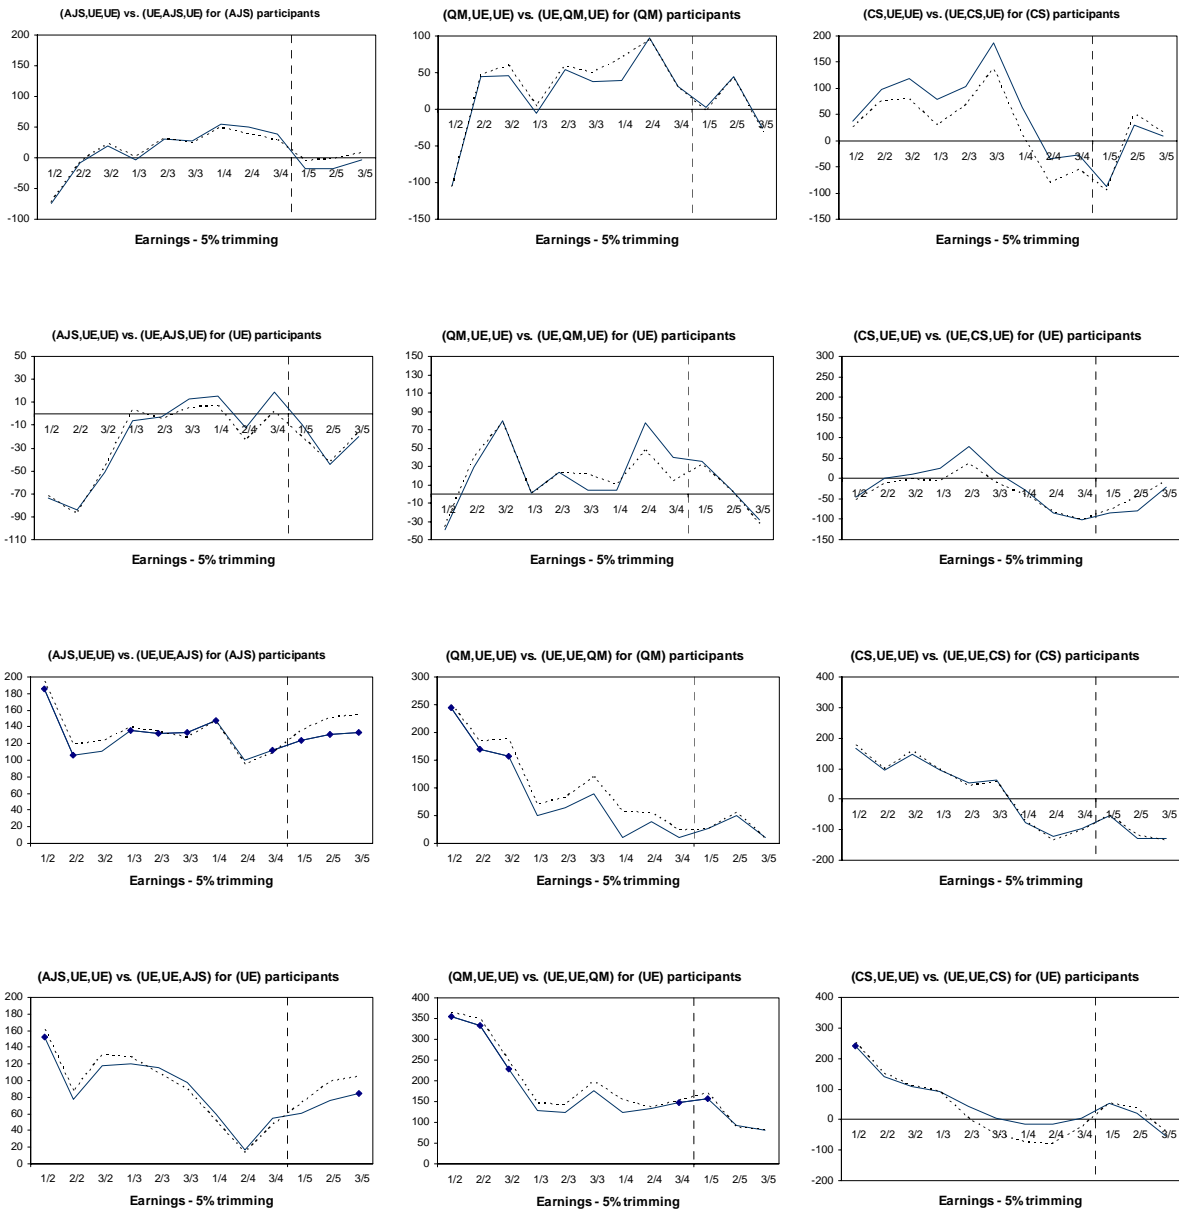 (AJS,UE,UE) vs. (UE,AJS,UE) for (AJS) participants
200
150
100
50
0
-50
-100
1/2 2/2 3/2 1/3 2/3 3/3 1/4 2/4 3/4 1/5 2/5 3/5
Earnings - 5% trimming
(QM,UE,UE) vs. (UE,QM,UE) for (QM) participants
100
50
0
-50
-100
-150
1/2 2/2 3/2 1/3 2/3 3/3 1/4 2/4 3/4 1/5 2/5 3/5
Earnings - 5% trimming
(CS,UE,UE) vs. (UE,CS,UE) for (CS) participants
200
150
100
50
0
-50
-100
-150
1/2 2/2 3/2 1/3 2/3 3/3 1/4 2/4 3/4 1/5 2/5 3/5
Earnings - 5% trimming
(AJS,UE,UE) vs. (UE,AJS,UE) for (UE) participants
50
30
10
-10
-30
-50
-70
-90
-110
1/2 2/2 3/2 1/3 2/3 3/3 1/4 2/4 3/4 1/5 2/5 3/5
Earnings - 5% trimming
(QM,UE,UE) vs. (UE,QM,UE) for (UE) participants
150
130
110
90
70
50
30
10
-10
-30
-50
1/2 2/2 3/2 1/3 2/3 3/3 1/4 2/4 3/4 1/5 2/5 3/5
Earnings - 5% trimming
(CS,UE,UE) vs. (UE,CS,UE) for (UE) participants
300
250
200
150
100
50
0
-50
-100
-150
1/2 2/2 3/2 1/3 2/3 3/3 1/4 2/4 3/4 1/5 2/5 3/5
Earnings - 5% trimming
(AJS,UE,UE) vs. (UE,UE,AJS) for (AJS) participants
200
180
160
140
120
100
80
60
40
20
0
1/2 2/2 3/2 1/3 2/3 3/3 1/4 2/4 3/4 1/5 2/5 3/5
Earnings - 5% trimming
(QM,UE,UE) vs. (UE,UE,QM) for (QM) participants
300
250
200
150
100
50
0
1/2 2/2 3/2 1/3 2/3 3/3 1/4 2/4 3/4 1/5 2/5 3/5
Earnings - 5% trimming
(CS,UE,UE) vs. (UE,UE,CS) for (CS) participants
400
300
200
100
0
-100
-200
1/2 2/2 3/2 1/3 2/3 3/3 1/4 2/4 3/4 1/5 2/5 3/5
Earnings - 5% trimming
(AJS,UE,UE) vs. (UE,UE,AJS) for (UE) participants
200
180
160
140
120
100
80
60
40
20
0
1/2 2/2 3/2 1/3 2/3 3/3 1/4 2/4 3/4 1/5 2/5 3/5
Earnings - 5% trimming
(QM,UE,UE) vs. (UE,UE,QM) for (UE) participants
400
350
300
250
200
150
100
50
0
1/2 2/2 3/2 1/3 2/3 3/3 1/4 2/4 3/4 1/5 2/5 3/5
Earnings - 5% trimming
(CS,UE,UE) vs. (UE,UE,CS) for (UE) participants
400
300
200
100
0
-100
-200
1/2 2/2 3/2 1/3 2/3 3/3 1/4 2/4 3/4 1/5 2/5 3/5
Earnings - 5% trimming